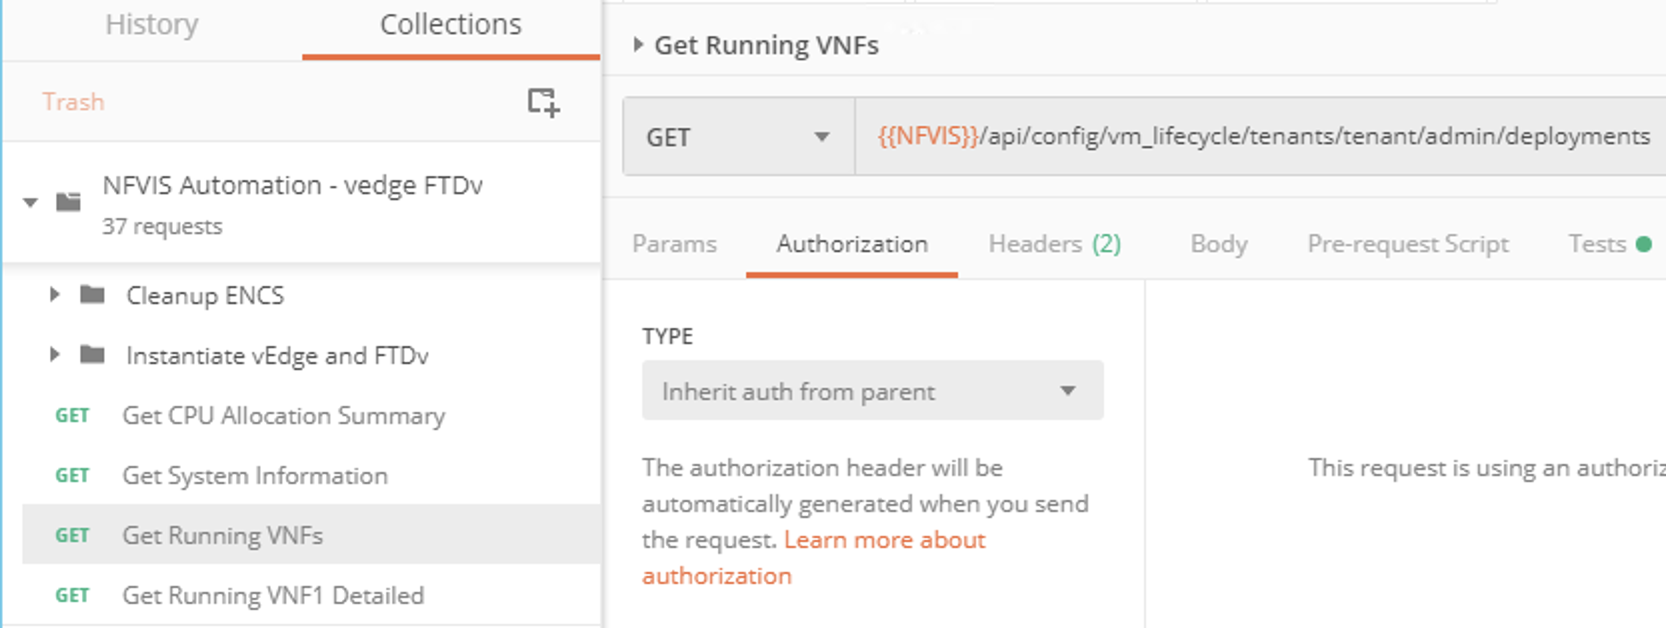 History
Collections
Trash
NFVIS Automation - vedge FTDv
37 requests
Cleanup ENCS
Instantiate vEdge and FTDv
GET Get CPU Allocation Summary
GET Get System Information
GET Get Running VNFs
GET Get Running VNF1 Detailed
Get Running VNFs
GET
{{NFVIS}}/api/config/vm_lifecycle/tenants/tenant/admin/deployments
Params
Authorization
Headers (2)
Body
Pre-request Script
Tests
TYPE
Inherit auth from parent
The authorization header will be
automatically generated when you send
the request. Learn more about
authorization
This request is using an authoriz